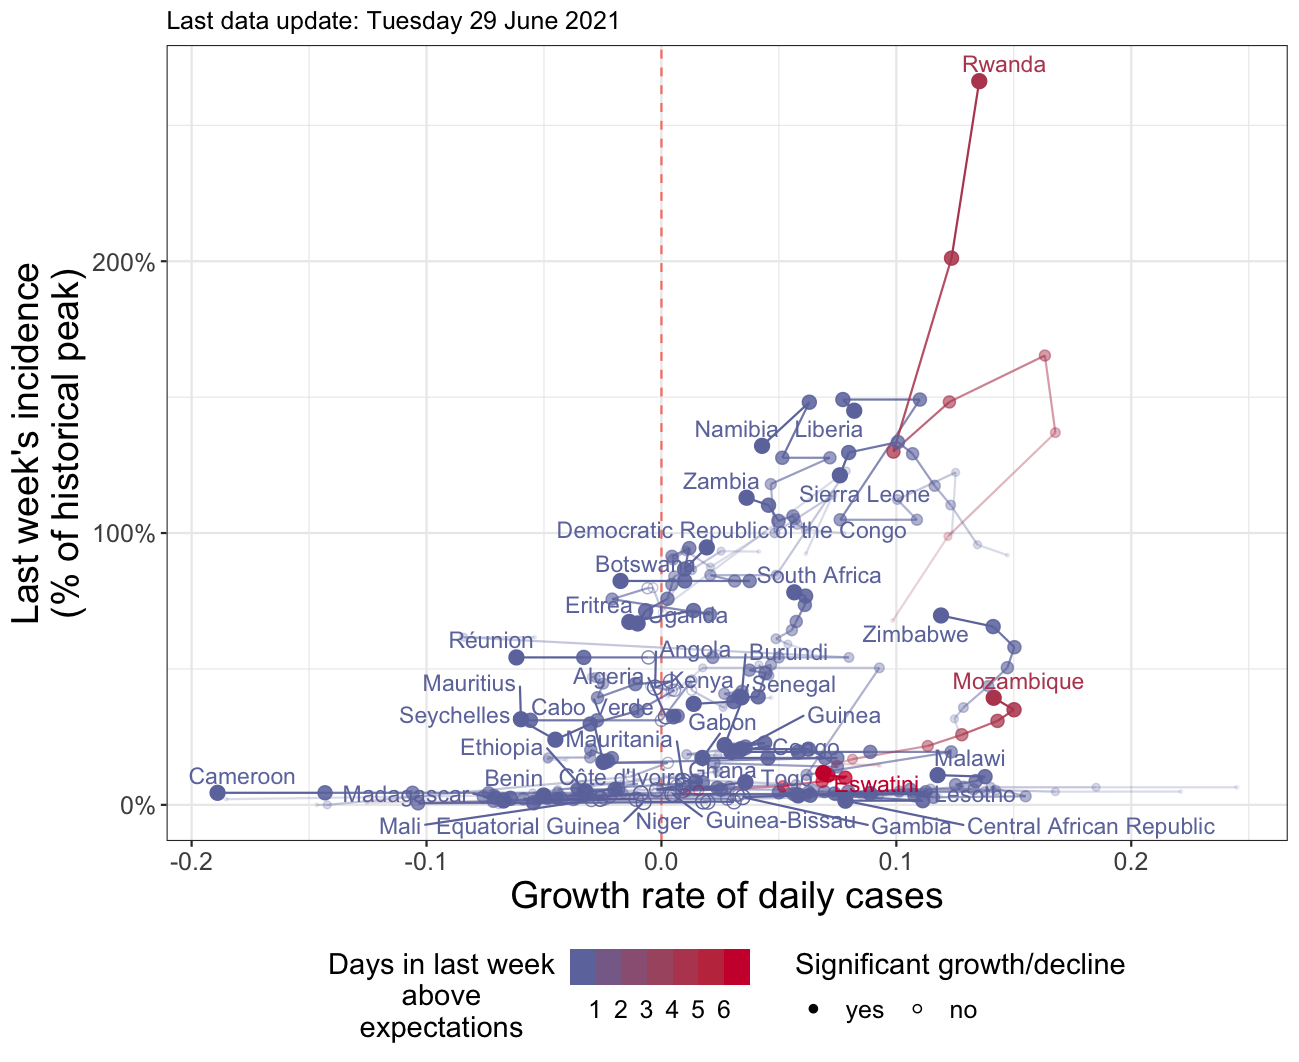 Last data update: Tuesday 29 June 2021
Last week's incidence
(% of historical peak)
200%
100%
0%
Rwanda
Namibia
Liberia
Zambia
Sierra Leone
Democratic Republic of the Congo
Botswana
South Africa
Eritrea
Uganda
Zimbabwe
Réunion
Angola
Burundi
Algeria
Kenya
Senegal
Mozambique
Mauritius
Seychelles
Cabo Verde
Gabon
Guinea
Ethiopia
Mauritania
Congo
Malawi
Cameroon
Benin
Côte d'Ivoire
Ghana
Togo
Eswatini
Madagascar
Lesotho
Mali
Equatorial Guinea
Niger
Guinea-Bissau
Gambia
Central African Republic
-0.2
-0.1
0.0
0.1
0.2
Growth rate of daily cases
Days in last week
above
expectations
1 2 3 4 5 6
Significant growth/decline
yes
no